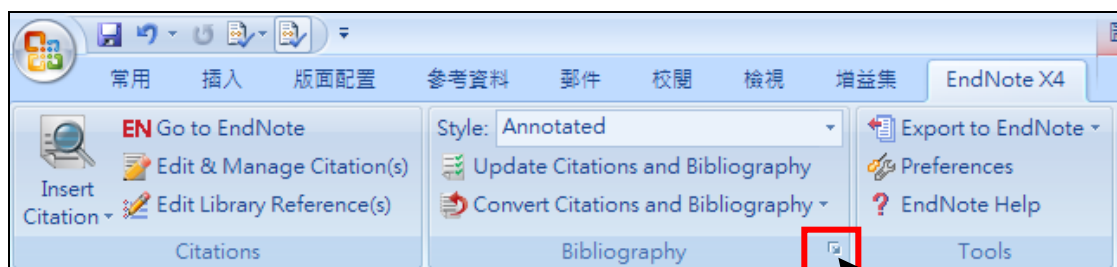 常用 插入 版面配置 參考資料 郵件 校閱 檢視 增益集 EndNote X4
Insert Citation
EN Go to EndNote
Edit & Manage Citation(s)
Edit Library Reference(s)
Citations
Style: Annotated
Update Citations and Bibliography
Convert Citations and Bibliography
Bibliography
Export to EndNote
Preferences
? EndNote Help
Tools